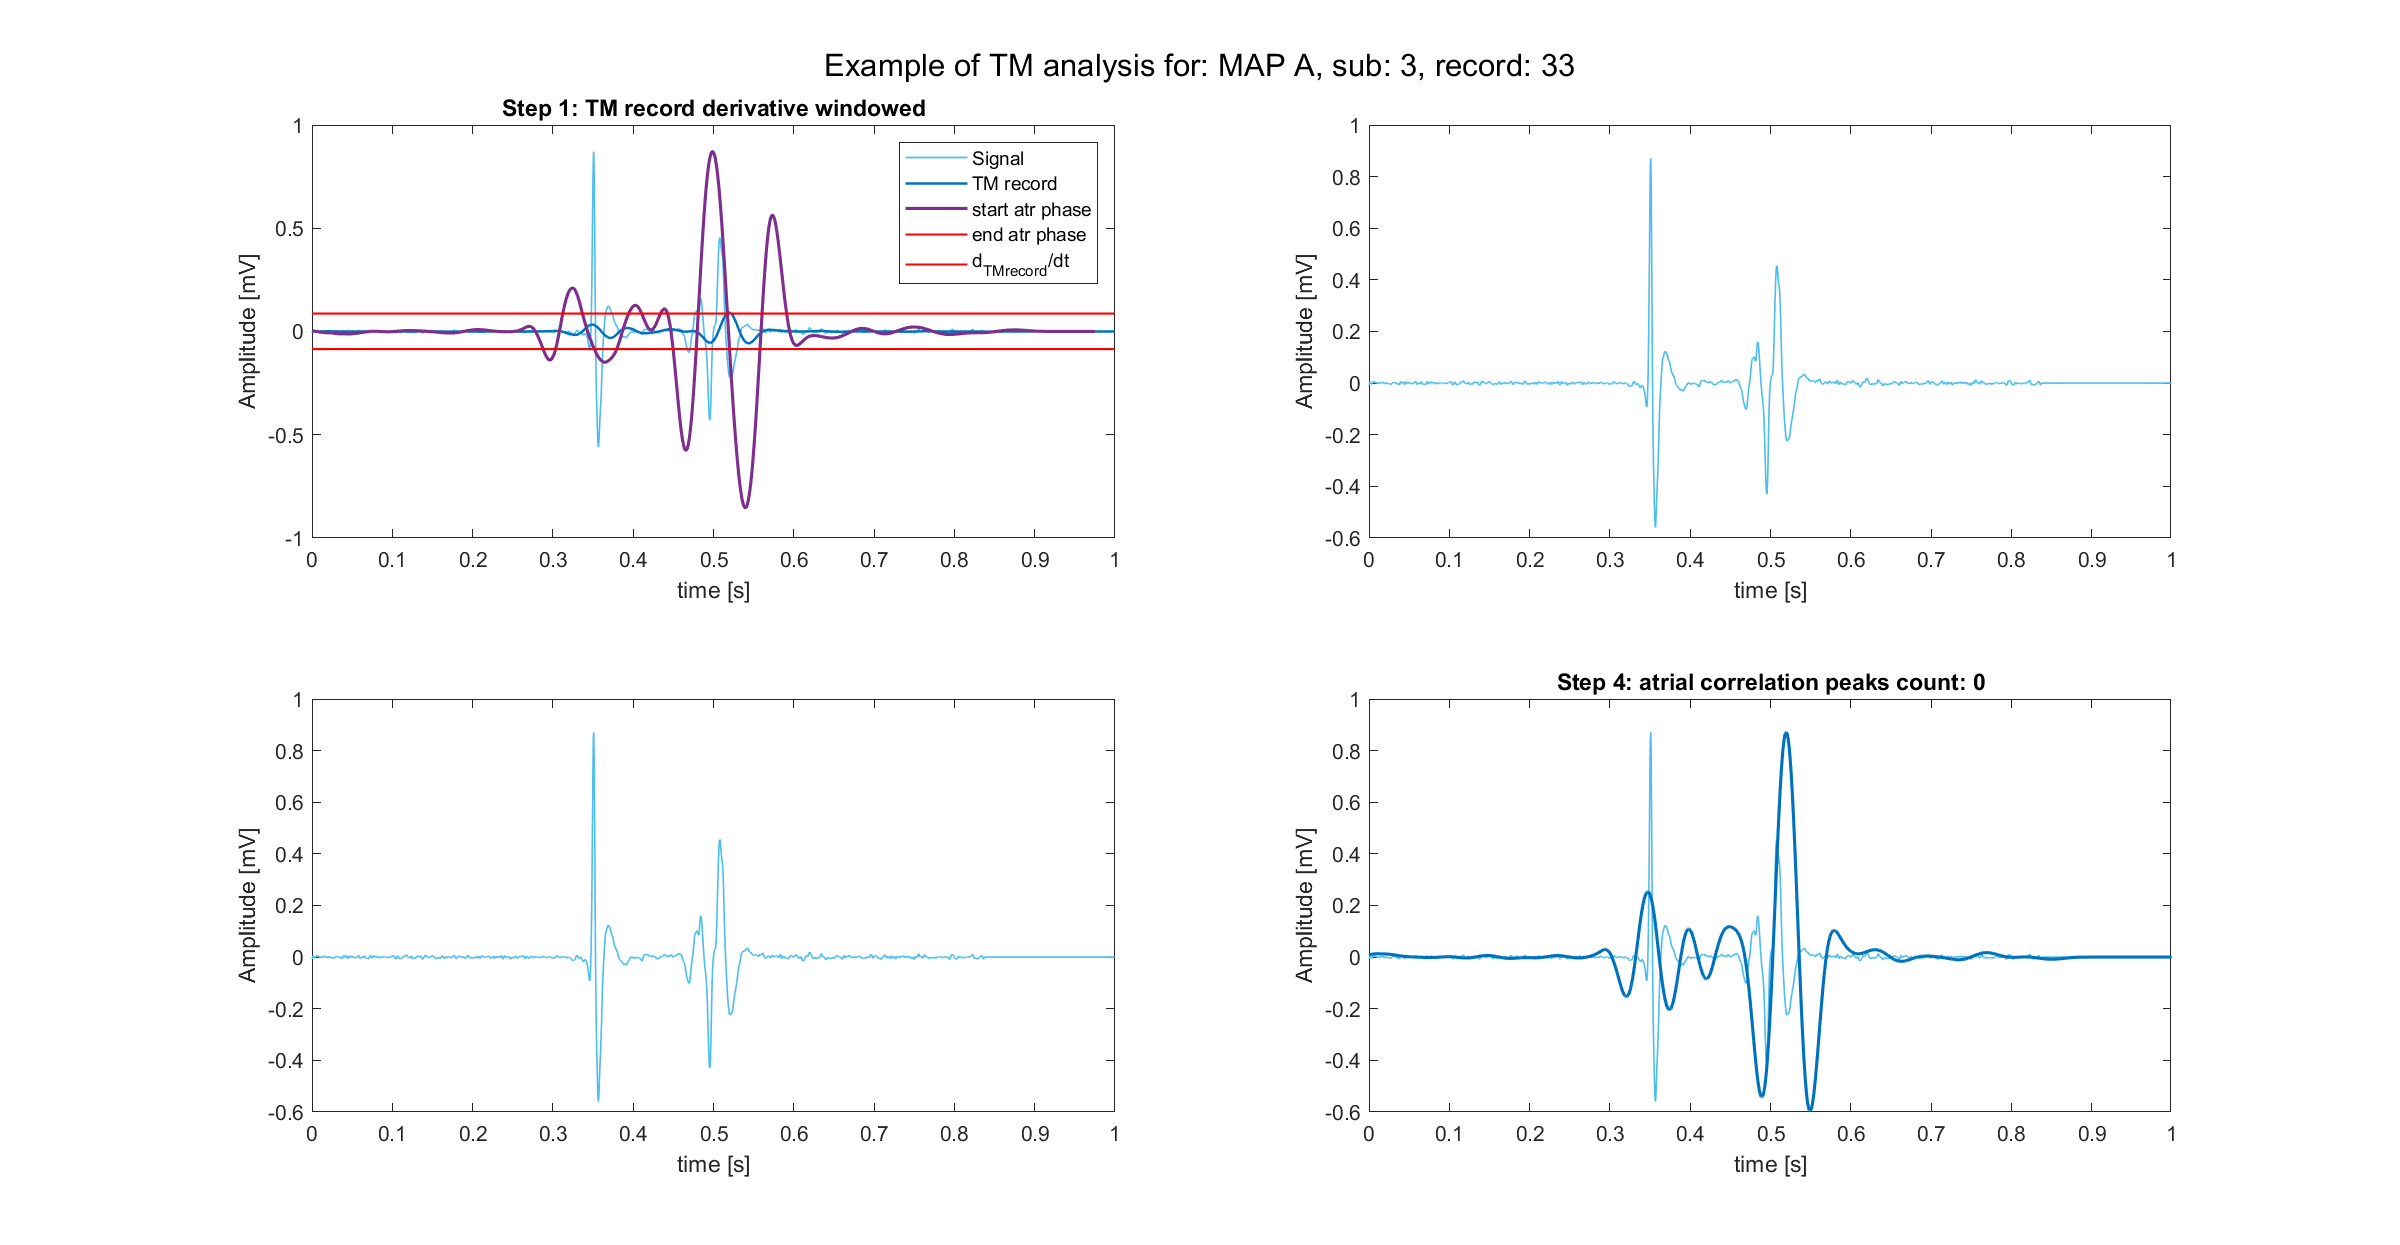 Example of TM analysis for: MAP A, sub: 3, record: 33
Step 1: TM record derivative windowed
1
0.5
0
-0.5
-1
Amplitude [mV]
Signal
TM record
start atr phase
end atr phase
d_TMrecord/dt
0 0.1 0.2 0.3 0.4 0.5 0.6 0.7 0.8 0.9 1
time [s]
1
0.8
0.6
0.4
0.2
0
-0.2
-0.4
-0.6
Amplitude [mV]
0 0.1 0.2 0.3 0.4 0.5 0.6 0.7 0.8 0.9 1
time [s]
1
0.8
0.6
0.4
0.2
0
-0.2
-0.4
-0.6
Amplitude [mV]
0 0.1 0.2 0.3 0.4 0.5 0.6 0.7 0.8 0.9 1
time [s]
Step 4: atrial correlation peaks count: 0
1
0.8
0.6
0.4
0.2
0
-0.2
-0.4
-0.6
Amplitude [mV]
0 0.1 0.2 0.3 0.4 0.5 0.6 0.7 0.8 0.9 1
time [s]